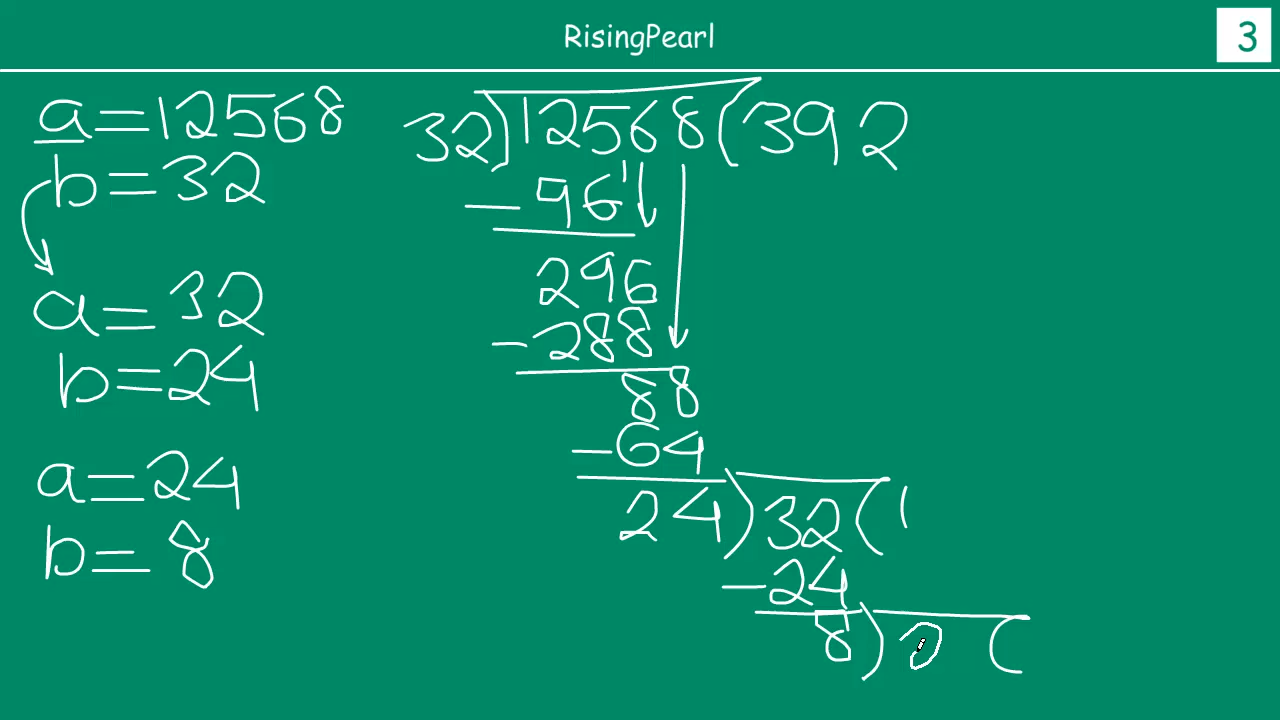 RisingPearl
3
a=12568
b=32
a=32
b=24
a=24
b=8
32)12568(392
-96
296
-288
88
-64
24)32(1
-24
8)2(